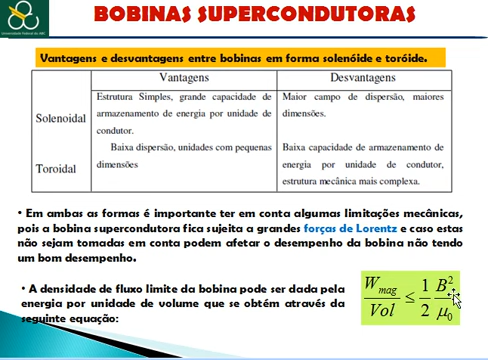 BOBINAS SUPERCONDUTORAS
Universidade Federal do ABC
Vantagens e desvantagens entre bobinas em forma solenóide e toróide.
Vantagens Desvantagens
Solenoidal
Estrutura Simples, grande capacidade de
armazenamento de energia por unidade de
condutor.
Maior campo de dispersão, maiores
dimensões.
Toroidal
Baixa dispersão, unidades com pequenas
dimensões
Baixa capacidade de armazenamento de
energia por unidade de condutor,
estrutura mecânica mais complexa.
• Em ambas as formas é importante ter em conta algumas limitações mecânicas,
pois a bobina supercondutora fica sujeita a grandes forças de Lorentz e caso estas
não sejam tomadas em conta podem afetar o desempenho da bobina não tendo
um bom desempenho.
• A densidade de fluxo limite da bobina pode ser dada pela
energia por unidade de volume que se obtém através da
seguinte equação:
W_mag / Vol ≤ 1/2 B² / μ₀